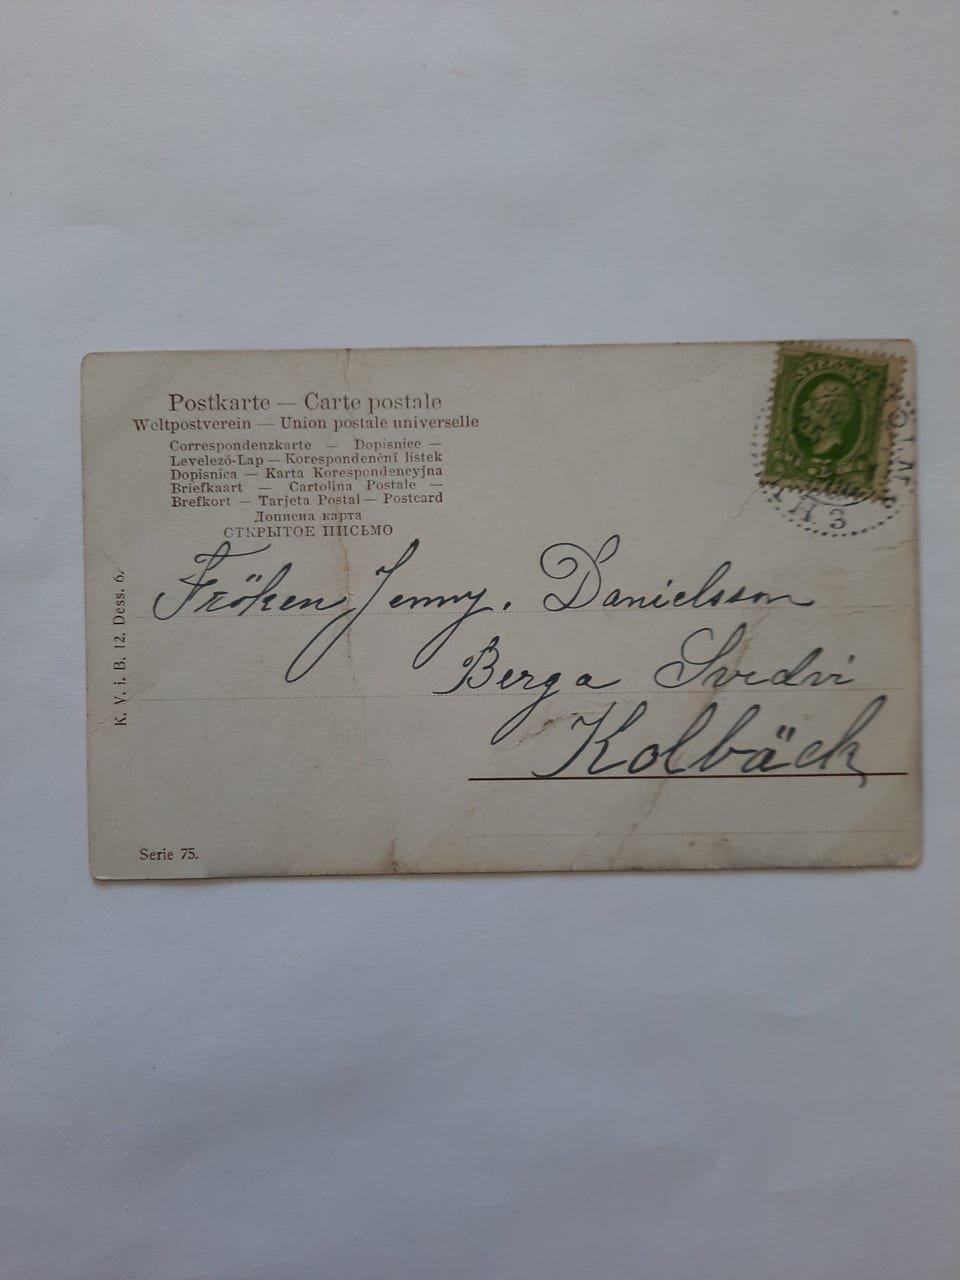 Postkarte — Carte postale
Weltpostverein — Union postale universelle
Correspondenzkarte — Dopisnice —
Levelező-Lap — Korespondenční listek
Dopisnica — Karta Korespondencyjna
Briefkaart — Cartolina Postale —
Brefkort — Tarjeta Postal — Postcard
Дописна карта
ОТКРЫТОЕ ПИСЬМО
Fröken Jenny. Danielsson
Berga Svedvi
Kolbäck
K. V. i. B. 12. Dess. 6.
Serie 75.